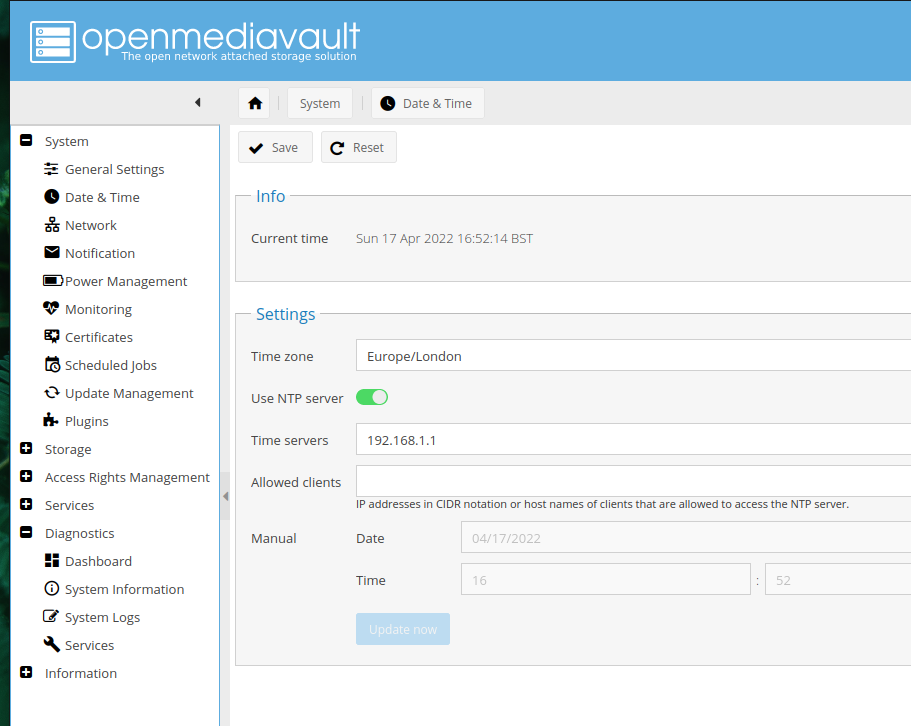 openmediavault
The open network attached storage solution
System
Date & Time
Save
Reset
System
General Settings
Date & Time
Network
Notification
Power Management
Monitoring
Certificates
Scheduled Jobs
Update Management
Plugins
Storage
Access Rights Management
Services
Diagnostics
Dashboard
System Information
System Logs
Services
Information
Info
Current time Sun 17 Apr 2022 16:52:14 BST
Settings
Time zone Europe/London
Use NTP server
Time servers 192.168.1.1
Allowed clients
IP addresses in CIDR notation or host names of clients that are allowed to access the NTP server.
Manual Date 04/17/2022
Time 16 : 52
Update now